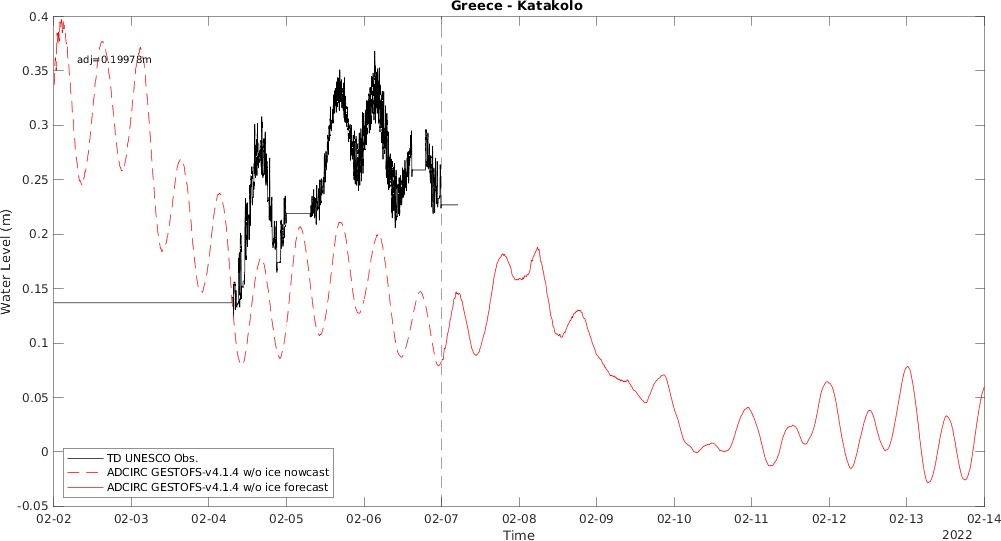 Greece - Katakolo
adj=0.19978m
0.4
0.35
0.3
0.25
0.2
0.15
0.1
0.05
0
-0.05
Water Level (m)
TD UNESCO Obs.
ADCIRC GESTOFS-v4.1.4 w/o ice nowcast
ADCIRC GESTOFS-v4.1.4 w/o ice forecast
02-02 02-03 02-04 02-05 02-06 02-07 02-08 02-09 02-10 02-11 02-12 02-13 02-14
Time
2022